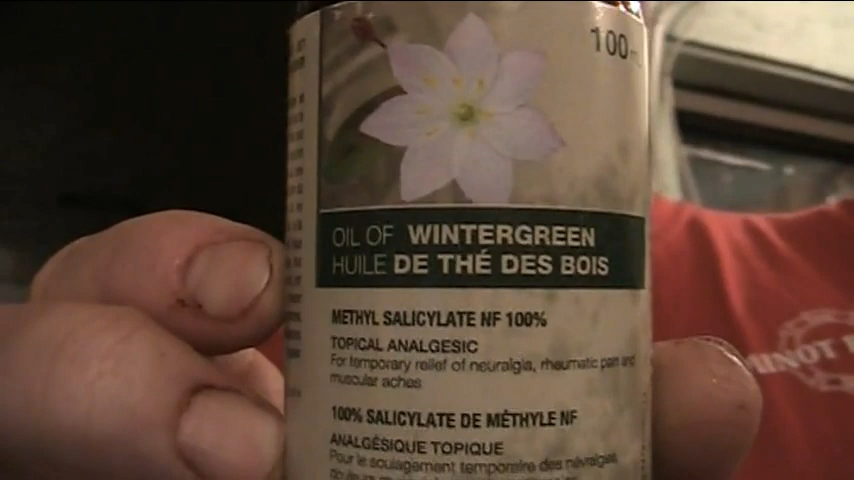 100
OIL OF WINTERGREEN
HUILE DE THÉ DES BOIS
METHYL SALICYLATE NF 100%
TOPICAL ANALGESIC
For temporary relief of neuralgia, rheumatic pain and
muscular aches
100% SALICYLATE DE MÉTHYLE NF
ANALGÉSIQUE TOPIQUE
Pour le soulagement temporaire des névralgies,
MINOT